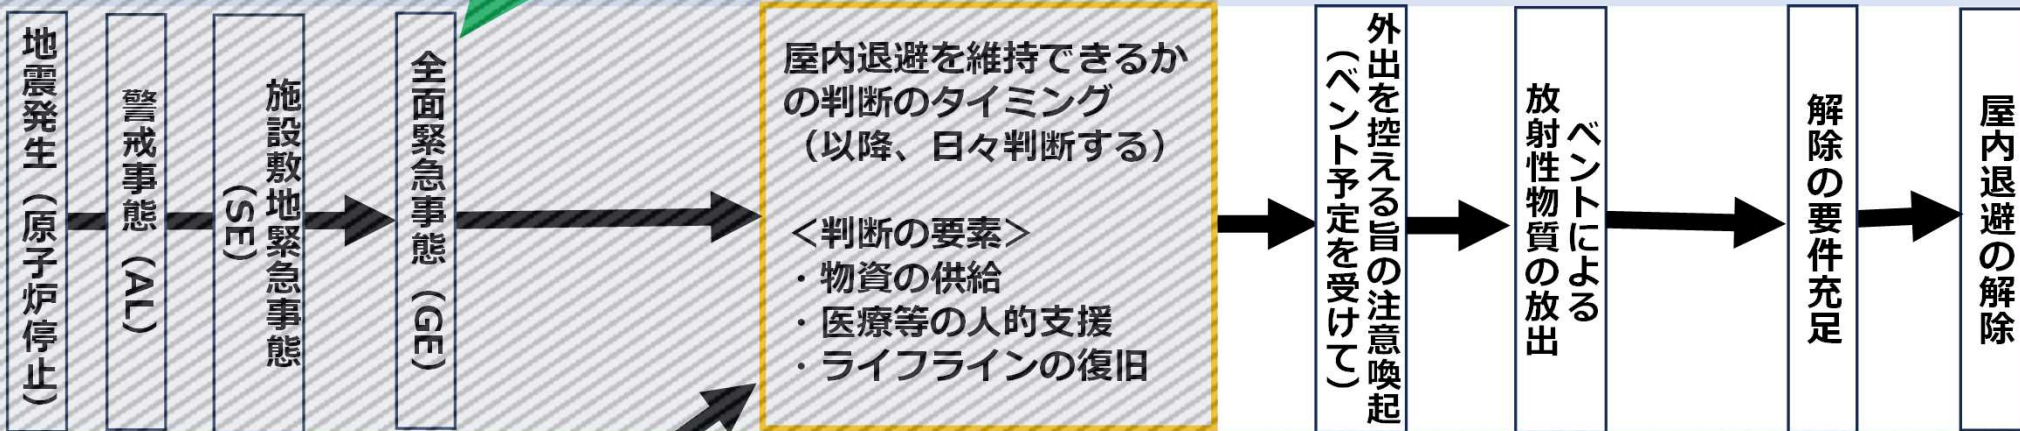 地震発生（原子炉停止）
警戒事態（AL）
施設敷地緊急事態
（SE）
全面緊急事態（GE）
屋内退避を維持できるか
の判断のタイミング
（以降、日々判断する）
＜判断の要素＞
・物資の供給
・医療等の人的支援
・ライフラインの復旧
外出を控える旨の注意喚起
（ベント予定を受けて）
ベントによる
放射性物質の放出
解除の要件充足
屋内退避の解除